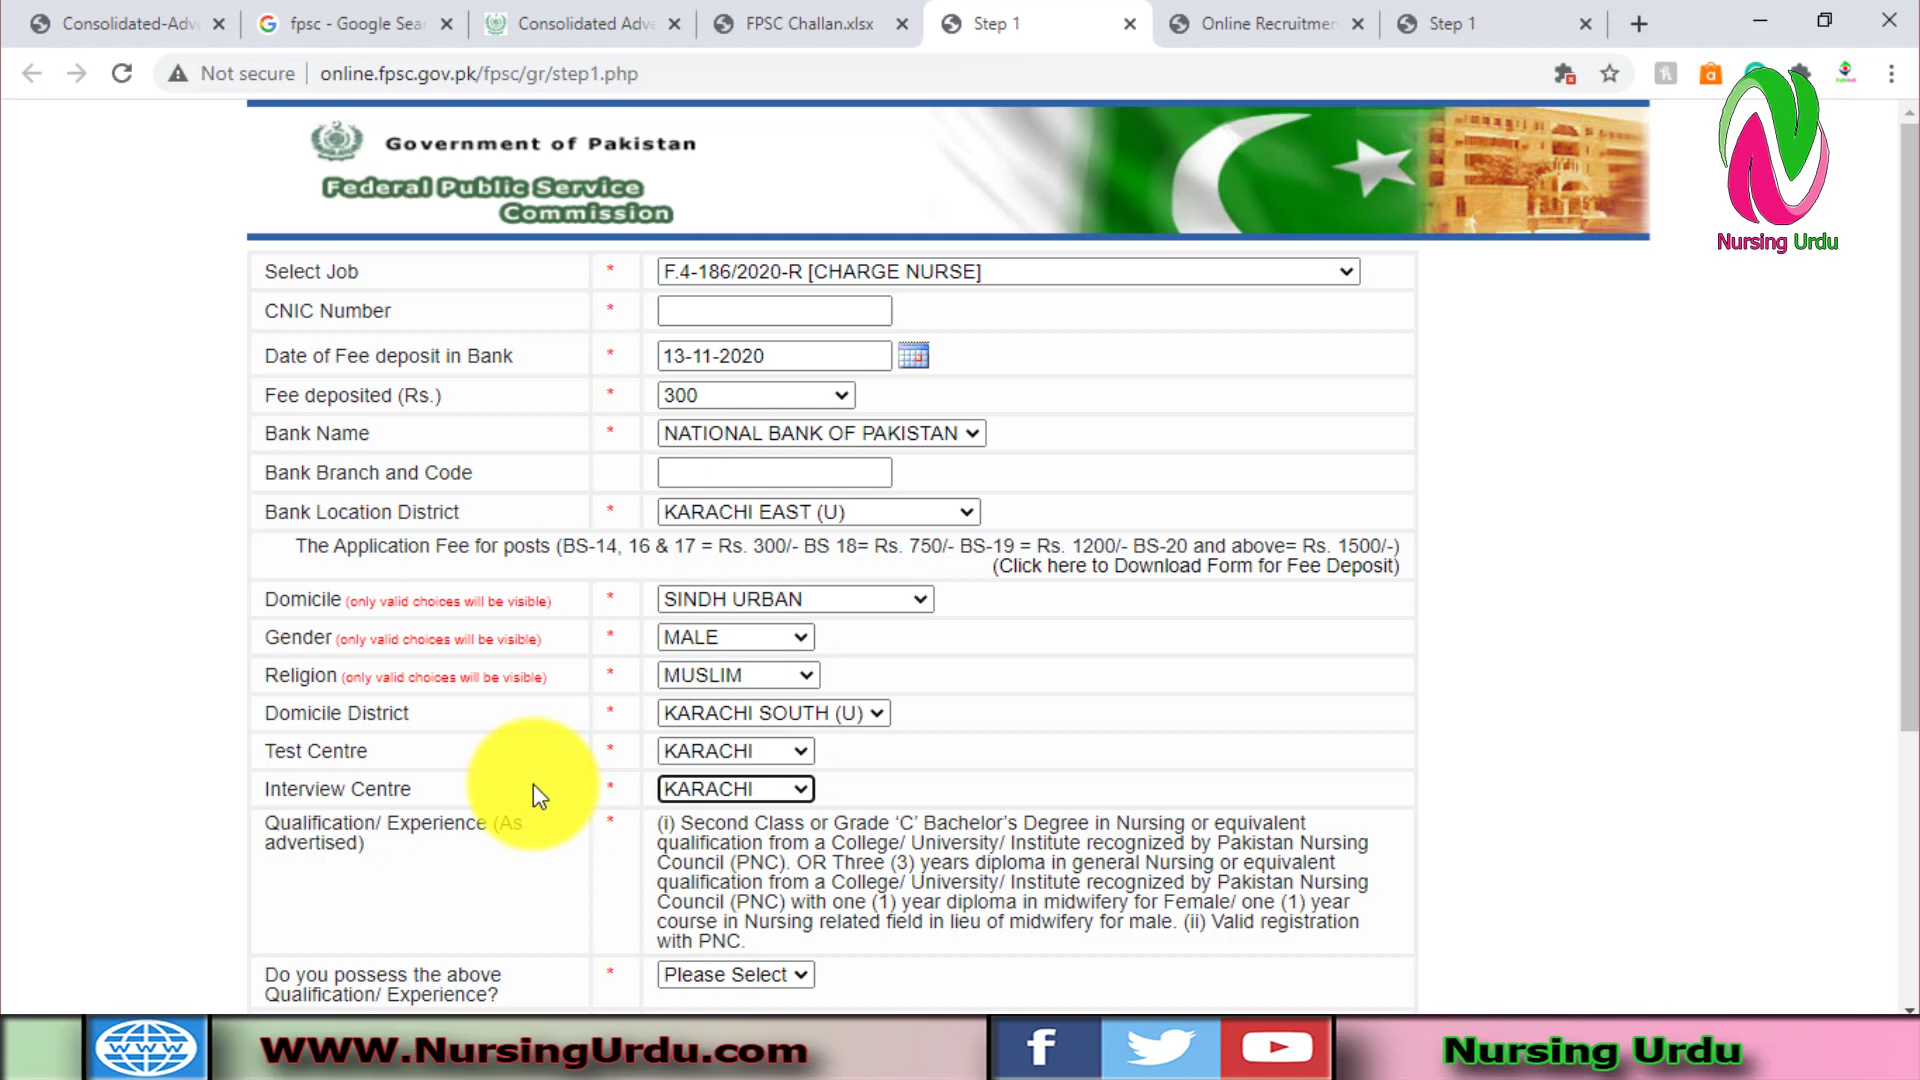 Consolidated-Adve
fpsc - Google Sear
Consolidated Adve
FPSC Challan.xlsx
Step 1
Online Recruitmen
Step 1
Not secure
online.fpsc.gov.pk/fpsc/gr/step1.php
Government of Pakistan
Federal Public Service
Commission
Nursing Urdu
Select Job * F.4-186/2020-R [CHARGE NURSE]
CNIC Number *
Date of Fee deposit in Bank * 13-11-2020
Fee deposited (Rs.) * 300
Bank Name * NATIONAL BANK OF PAKISTAN
Bank Branch and Code
Bank Location District * KARACHI EAST (U)
The Application Fee for posts (BS-14, 16 & 17 = Rs. 300/- BS 18= Rs. 750/- BS-19 = Rs. 1200/- BS-20 and above= Rs. 1500/-)
(Click here to Download Form for Fee Deposit)
Domicile (only valid choices will be visible) * SINDH URBAN
Gender (only valid choices will be visible) * MALE
Religion (only valid choices will be visible) * MUSLIM
Domicile District * KARACHI SOUTH (U)
Test Centre * KARACHI
Interview Centre * KARACHI
Qualification/ Experience (As
advertised) *
(i) Second Class or Grade ‘C’ Bachelor’s Degree in Nursing or equivalent
qualification from a College/ University/ Institute recognized by Pakistan Nursing
Council (PNC). OR Three (3) years diploma in general Nursing or equivalent
qualification from a College/ University/ Institute recognized by Pakistan Nursing
Council (PNC) with one (1) year diploma in midwifery for Female/ one (1) year
course in Nursing related field in lieu of midwifery for male. (ii) Valid registration
with PNC.
Do you possess the above
Qualification/ Experience? * Please Select
WWW.NursingUrdu.com
Nursing Urdu